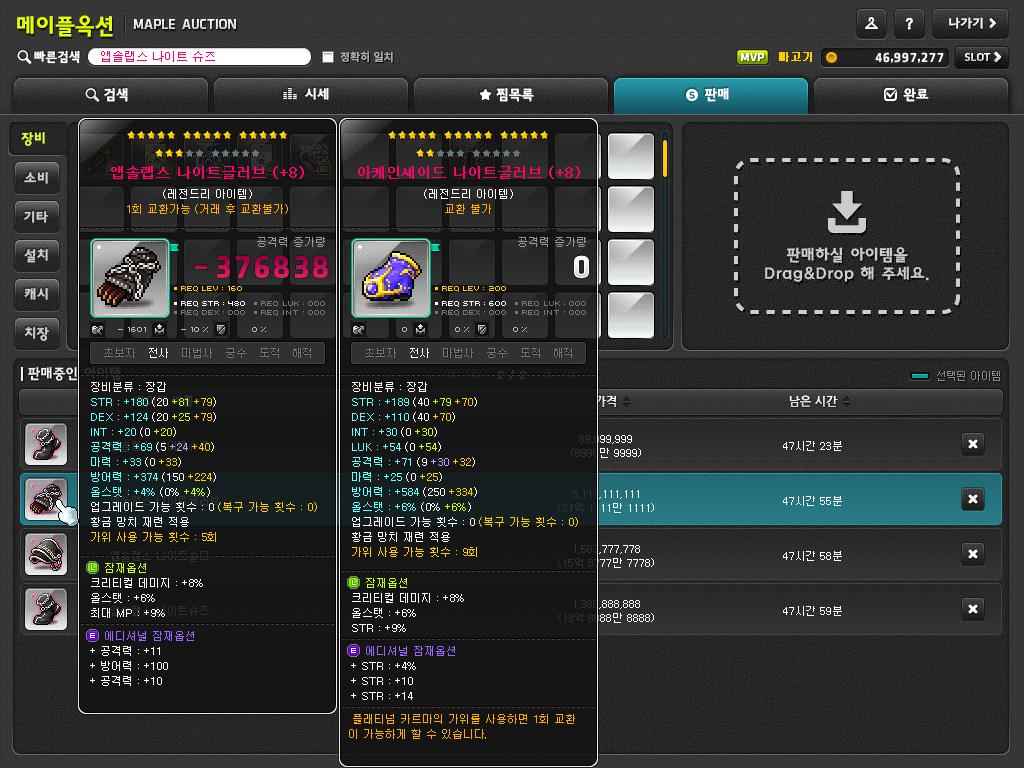 메이플옥션 MAPLE AUCTION
? 나가기
빠른검색 앱솔랩스 나이트 슈즈 정확히 일치
MVP 파고기 46,997,277 SLOT
검색 시세 찜목록 판매 완료
장비
소비
기타
설치
캐시
치장
앱솔랩스 나이트글러브 (+8)
(레전드리 아이템)
1회 교환가능 (거래 후 교환불가)
공격력 증가량
-376838
REQ LEV : 160
REQ STR : 480 REQ LUK : 000
REQ DEX : 000 REQ INT : 000
- 1601 - 10 % 0 %
초보자 전사 마법사 궁수 도적 해적
장비분류 : 장갑
STR : +180 (20 +81 +79)
DEX : +124 (20 +25 +79)
INT : +20 (0 +20)
공격력 : +69 (5 +24 +40)
마력 : +33 (0 +33)
방어력 : +374 (150 +224)
올스탯 : +4% (0% +4%)
업그레이드 가능 횟수 : 0 (복구 가능 횟수 : 0)
황금 망치 재련 적용
가위 사용 가능 횟수 : 5회
잠재옵션
크리티컬 데미지 : +8%
올스탯 : +6%
최대 MP : +9%
에디셔널 잠재옵션
+ 공격력 : +11
+ 방어력 : +100
+ 공격력 : +10
아케인셰이드 나이트글러브 (+8)
(레전드리 아이템)
교환 불가
공격력 증가량
0
REQ LEV : 200
REQ STR : 600 REQ LUK : 000
REQ DEX : 000 REQ INT : 000
0 0 % 0 %
초보자 전사 마법사 궁수 도적 해적
장비분류 : 장갑
STR : +189 (40 +79 +70)
DEX : +110 (40 +70)
INT : +30 (0 +30)
LUK : +54 (0 +54)
공격력 : +71 (9 +30 +32)
마력 : +25 (0 +25)
방어력 : +584 (250 +334)
올스탯 : +6% (0% +6%)
업그레이드 가능 횟수 : 0 (복구 가능 횟수 : 0)
황금 망치 재련 적용
가위 사용 가능 횟수 : 9회
잠재옵션
크리티컬 데미지 : +8%
올스탯 : +6%
STR : +9%
에디셔널 잠재옵션
+ STR : +4%
+ STR : +10
+ STR : +14
플래티넘 카르마의 가위를 사용하면 1회 교환
이 가능하게 할 수 있습니다.
판매하실 아이템을
Drag&Drop 해 주세요.
판매중인 아이템 선택된 아이템
가격 남은 시간
47시간 23분
47시간 55분
47시간 58분
47시간 59분